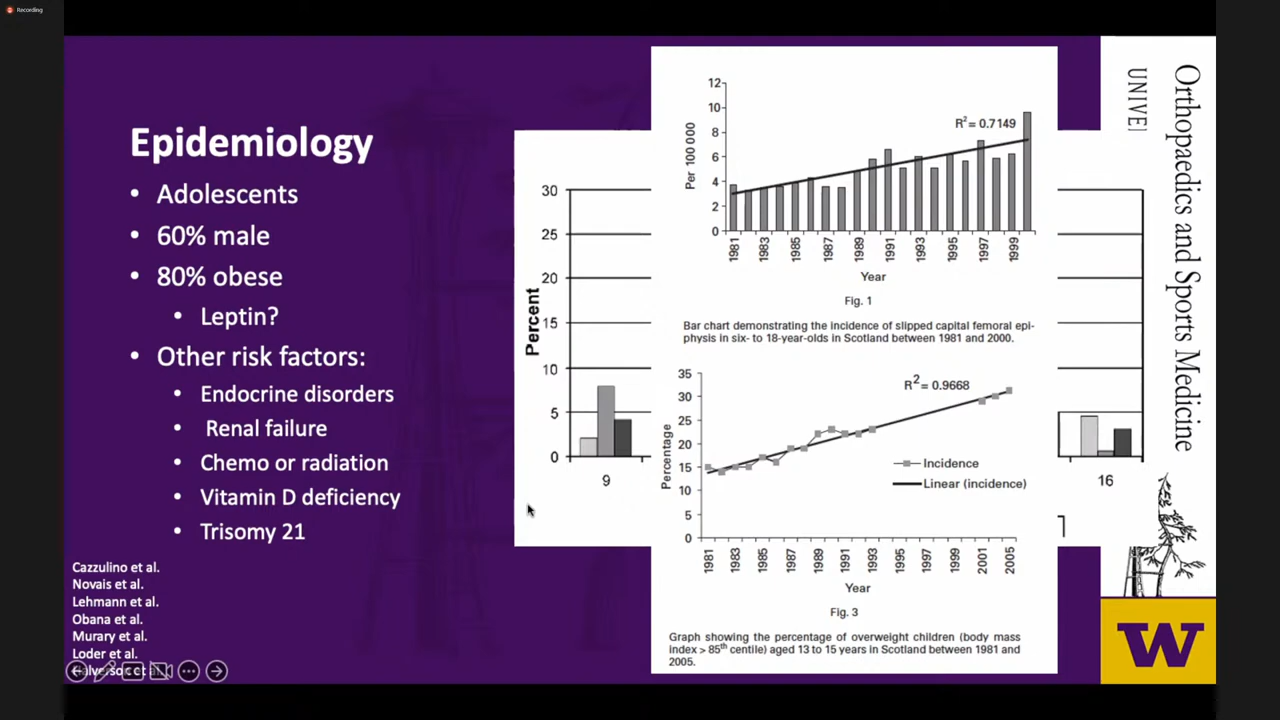 Recording
Epidemiology
• Adolescents
• 60% male
• 80% obese
• Leptin?
• Other risk factors:
• Endocrine disorders
• Renal failure
• Chemo or radiation
• Vitamin D deficiency
• Trisomy 21
Cazzulino et al.
Novais et al.
Lehmann et al.
Obana et al.
Murary et al.
Loder et al.
Percent
30
25
20
15
10
5
0
9
16
Per 100 000
12
10
8
6
4
2
0
R²= 0.7149
1981 1983 1985 1987 1989 1991 1993 1995 1997 1999
Year
Fig. 1
Bar chart demonstrating the incidence of slipped capital femoral epi-
physis in six- to 18-year-olds in Scotland between 1981 and 2000.
Percentage
35
30
25
20
15
10
5
0
R²= 0.9668
Incidence
Linear (incidence)
1981 1983 1985 1987 1989 1991 1993 1995 1997 1999 2001 2005
Year
Fig. 3
Graph showing the percentage of overweight children (body mass
index > 85th centile) aged 13 to 15 years in Scotland between 1981 and
2005.
Orthopaedics and Sports Medicine
W